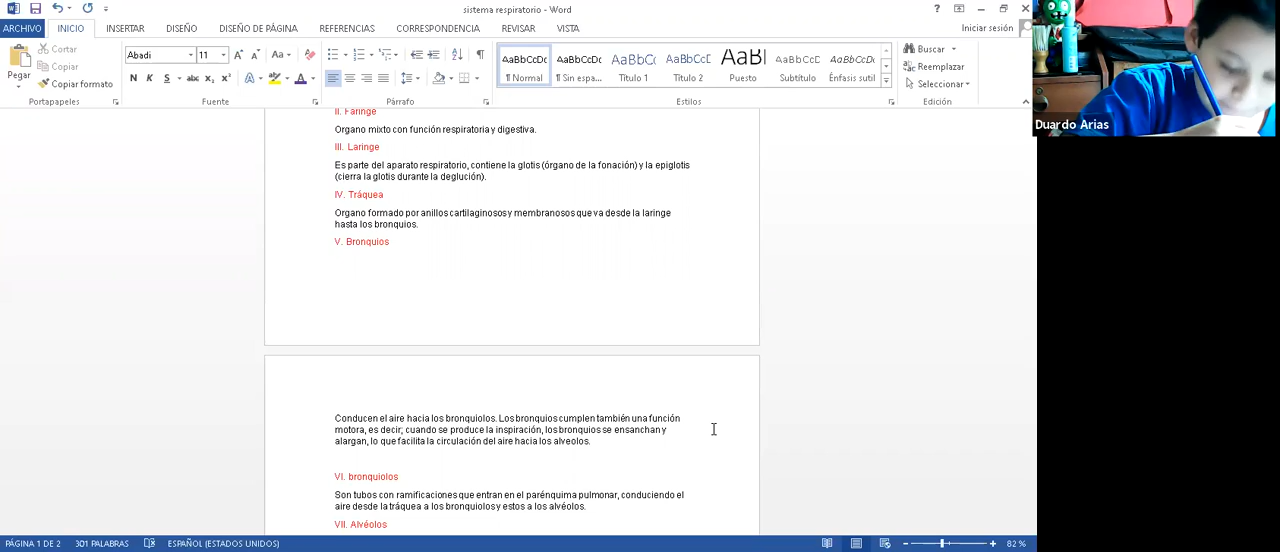 sistema respiratorio - Word
ARCHIVO INICIO INSERTAR DISEÑO DISEÑO DE PÁGINA REFERENCIAS CORRESPONDENCIA REVISAR VISTA Iniciar sesión
Pegar
Cortar
Copiar
Copiar formato
Portapapeles
Abadi 11
N K S abc x₂ x²
Fuente
Párrafo
AaBbCcDc AaBbCcDc AaBbCc AaBbCcD AaBl AaBbCcD AaBbCcDc
¶ Normal ¶ Sin espa... Título 1 Título 2 Puesto Subtítulo Énfasis sutil
Estilos
Buscar
Reemplazar
Seleccionar
Edición
Duardo Arias
II. Faringe
Organo mixto con función respiratoria y digestiva.
III. Laringe
Es parte del aparato respiratorio, contiene la glotis (órgano de la fonación) y la epiglotis
(cierra la glotis durante la deglución).
IV. Tráquea
Organo formado por anillos cartilaginosos y membranosos que va desde la laringe
hasta los bronquios.
V. Bronquios
Conducen el aire hacia los bronquiolos. Los bronquios cumplen también una función
motora, es decir; cuando se produce la inspiración, los bronquios se ensanchan y
alargan, lo que facilita la circulación del aire hacia los alveolos.
VI. bronquiolos
Son tubos con ramificaciones que entran en el parénquima pulmonar, conduciendo el
aire desde la tráquea a los bronquiolos y estos a los alvéolos.
VII. Alvéolos
PÁGINA 1 DE 2 301 PALABRAS ESPAÑOL (ESTADOS UNIDOS) 82 %